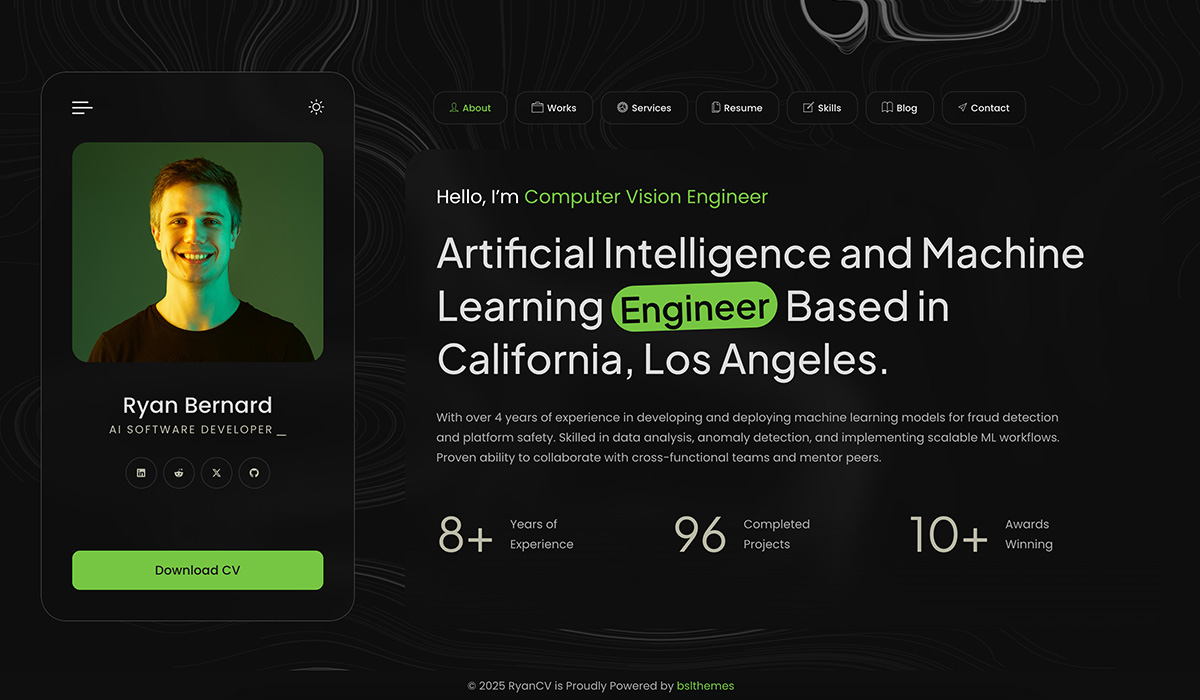 Ryan Bernard
AI SOFTWARE DEVELOPER _
Download CV
About
Works
Services
Resume
Skills
Blog
Contact
Hello, I’m Computer Vision Engineer
Artificial Intelligence and Machine
Learning Engineer Based in
California, Los Angeles.
With over 4 years of experience in developing and deploying machine learning models for fraud detection
and platform safety. Skilled in data analysis, anomaly detection, and implementing scalable ML workflows.
Proven ability to collaborate with cross-functional teams and mentor peers.
8+
Years of
Experience
96
Completed
Projects
10+
Awards
Winning
© 2025 RyanCV is Proudly Powered by bslthemes